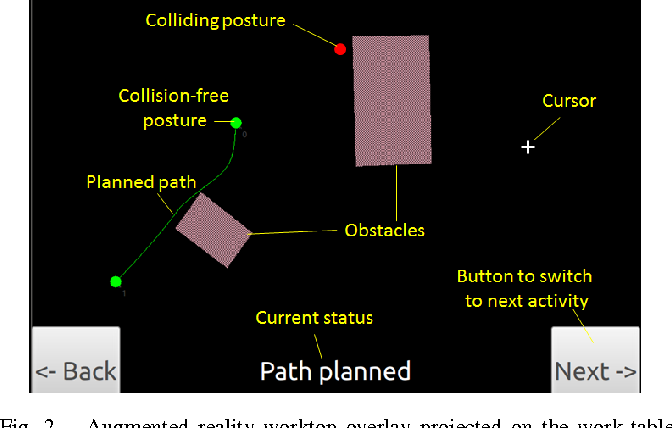 Colliding posture
Collision-free
posture
Cursor
0
Planned path
Obstacles
Button to switch
to next activity
1
Current status
<- Back
Path planned
Next ->
Fig. 2. Augmented reality worktop overlay projected on the work table